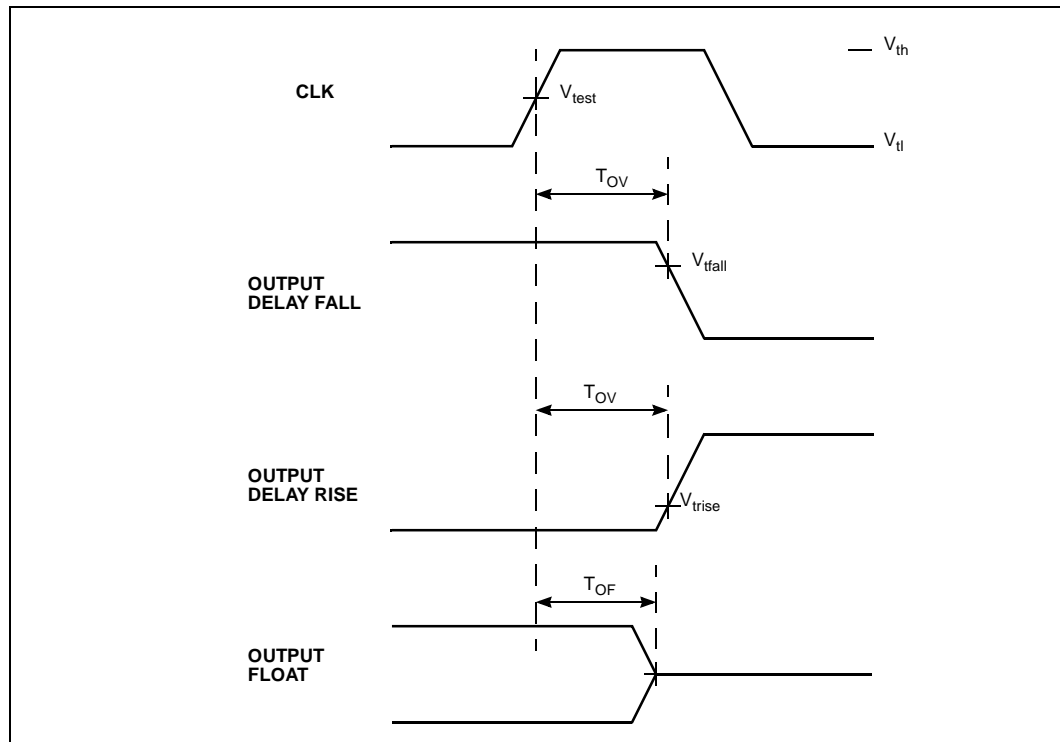 V_th
CLK
V_test
V_tl
T_OV
V_tfall
OUTPUT
DELAY FALL
T_OV
OUTPUT
DELAY RISE
V_trise
T_OF
OUTPUT
FLOAT